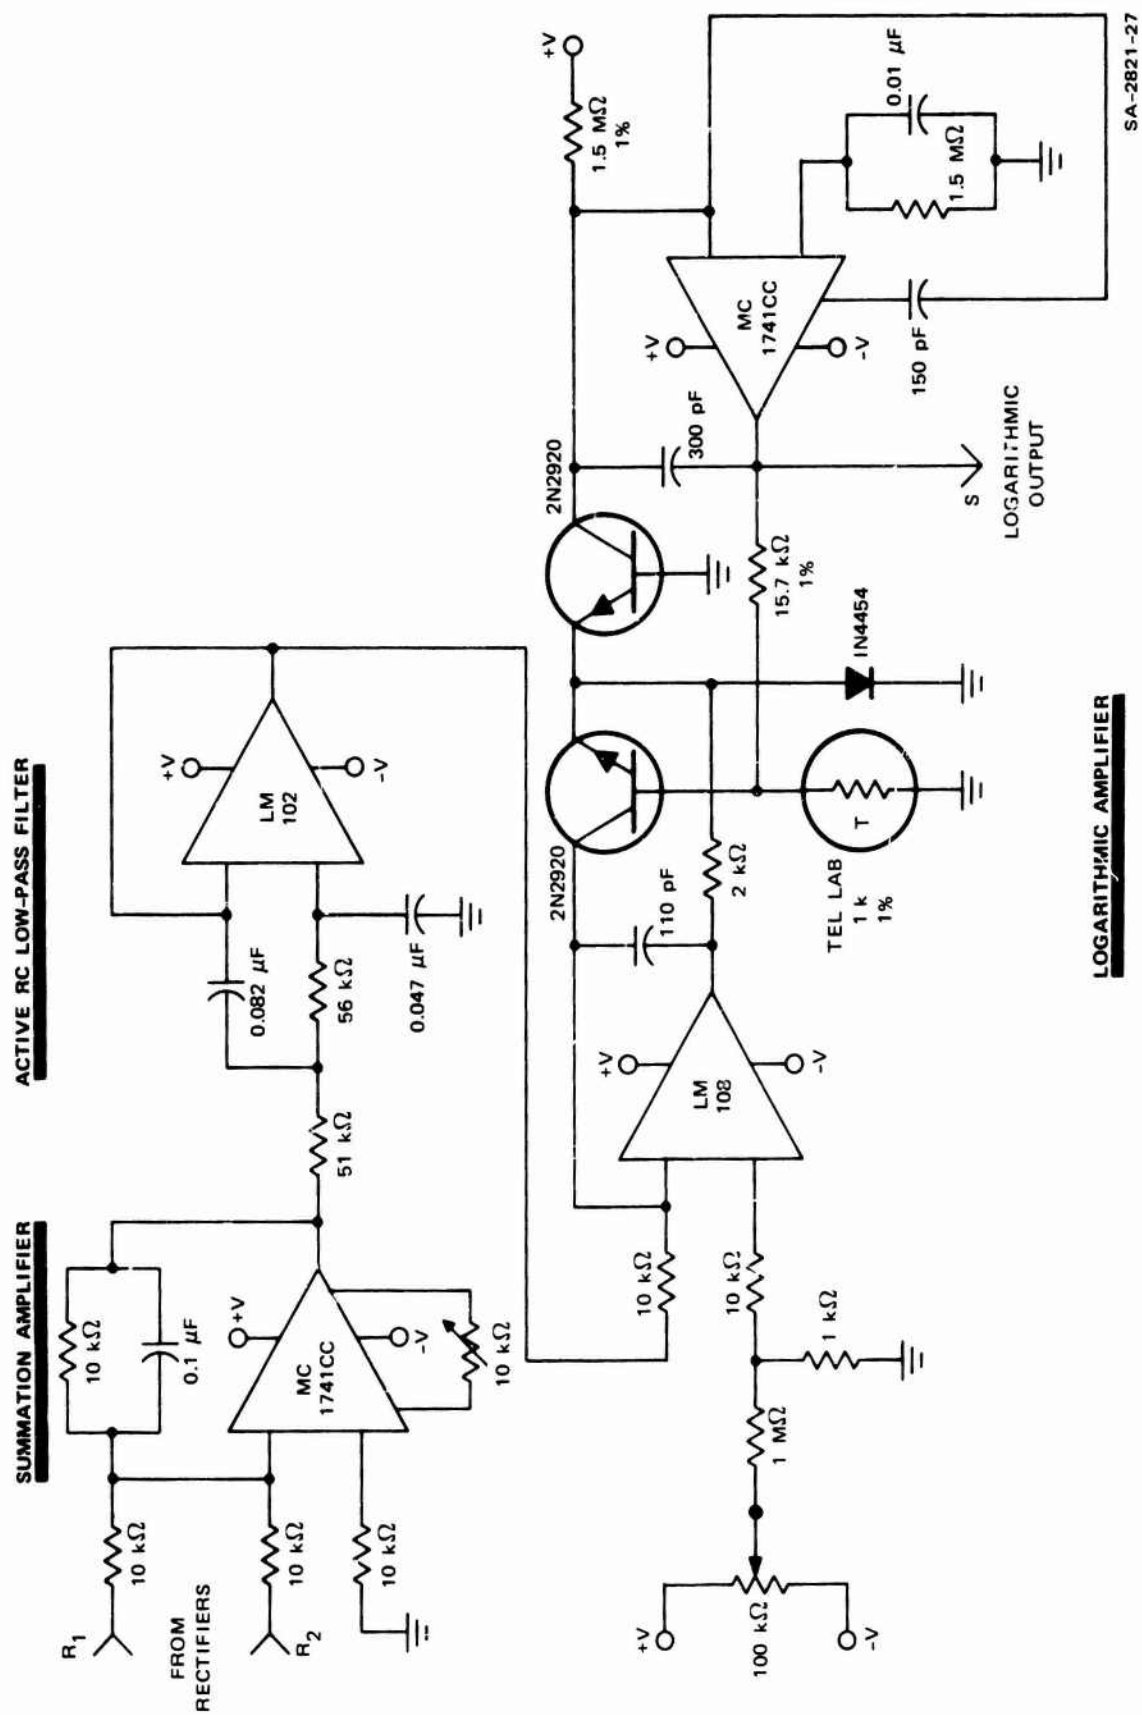 SUMMATION AMPLIFIER
ACTIVE RC LOW-PASS FILTER
R1
FROM
RECTIFIERS
R2
10 kΩ
10 kΩ
10 kΩ
10 kΩ
0.1 µF
MC
1741CC
+V
-V
10 kΩ
51 kΩ
56 kΩ
0.082 µF
0.047 µF
LM
102
+V
-V
+V
100 kΩ
-V
1 MΩ
1 kΩ
10 kΩ
10 kΩ
LM
108
+V
-V
110 pF
2 kΩ
2N2920
2N2920
TEL LAB
1 k
1%
T
IN4454
15.7 kΩ
1%
300 pF
S
LOGARITHMIC
OUTPUT
MC
1741CC
+V
-V
150 pF
1.5 MΩ
1%
+V
1.5 MΩ
0.01 µF
LOGARITHMIC AMPLIFIER
SA-2821-27